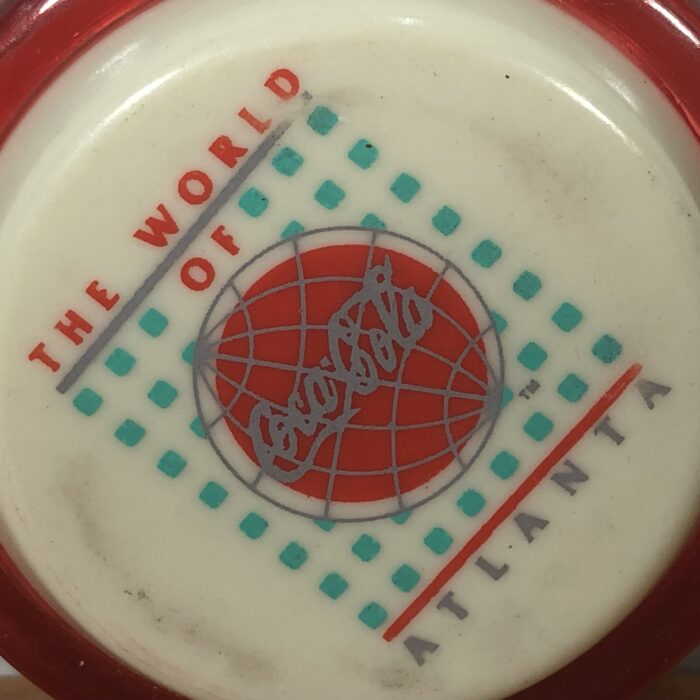 THE WORLD
OF
Coca-Cola
TM
ATLANTA